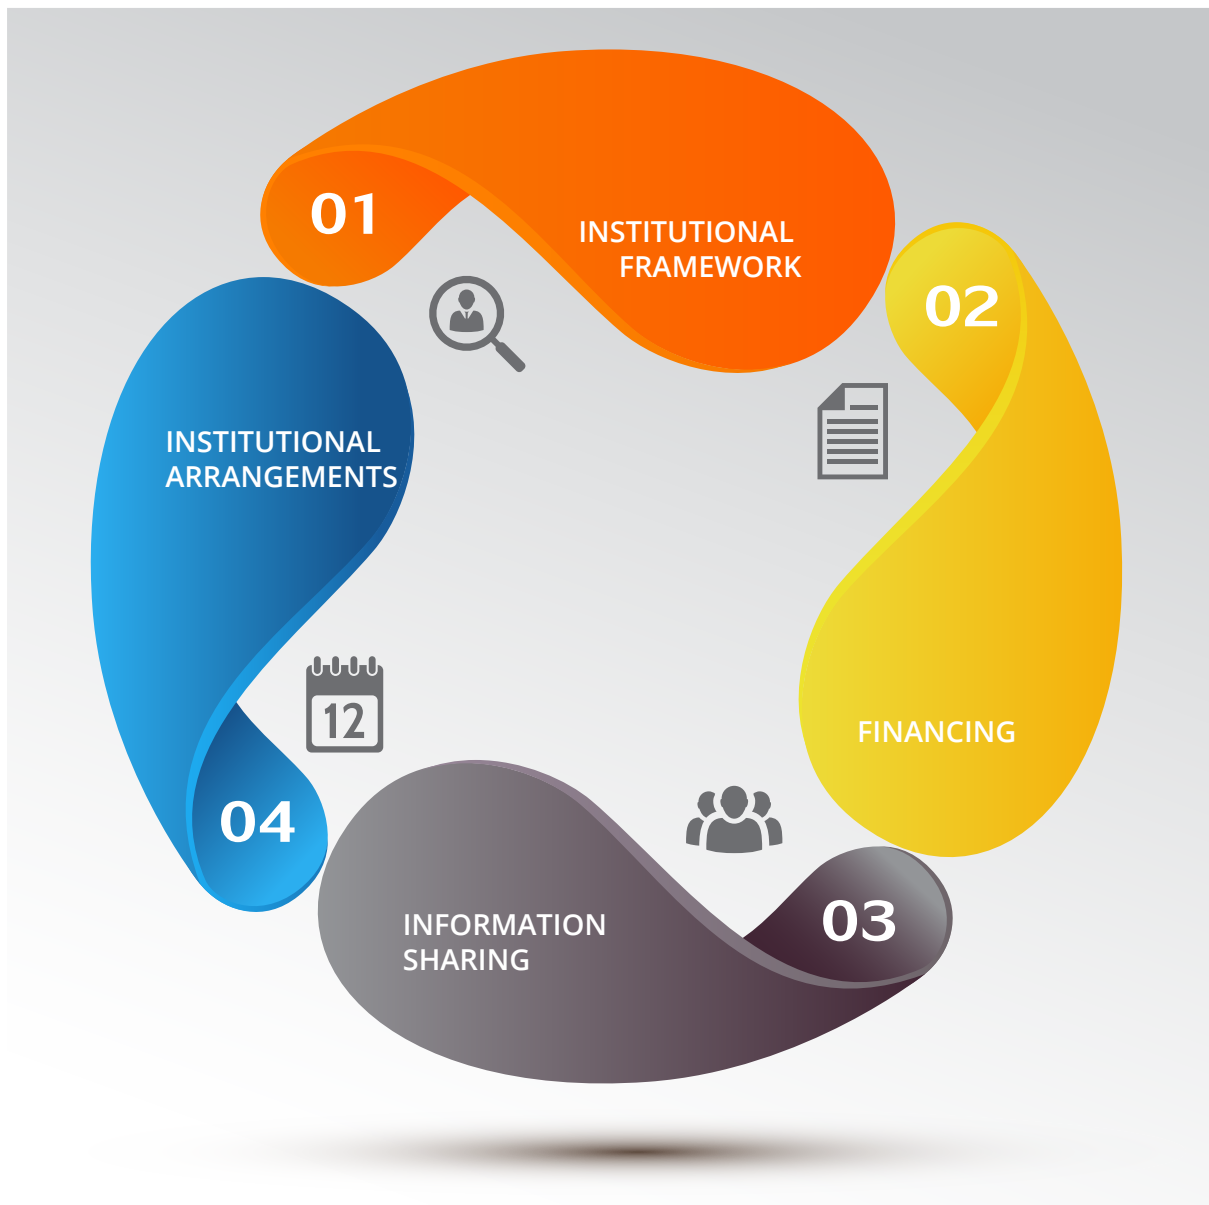 01
INSTITUTIONAL
FRAMEWORK
02
FINANCING
03
INFORMATION
SHARING
04
INSTITUTIONAL
ARRANGEMENTS
12